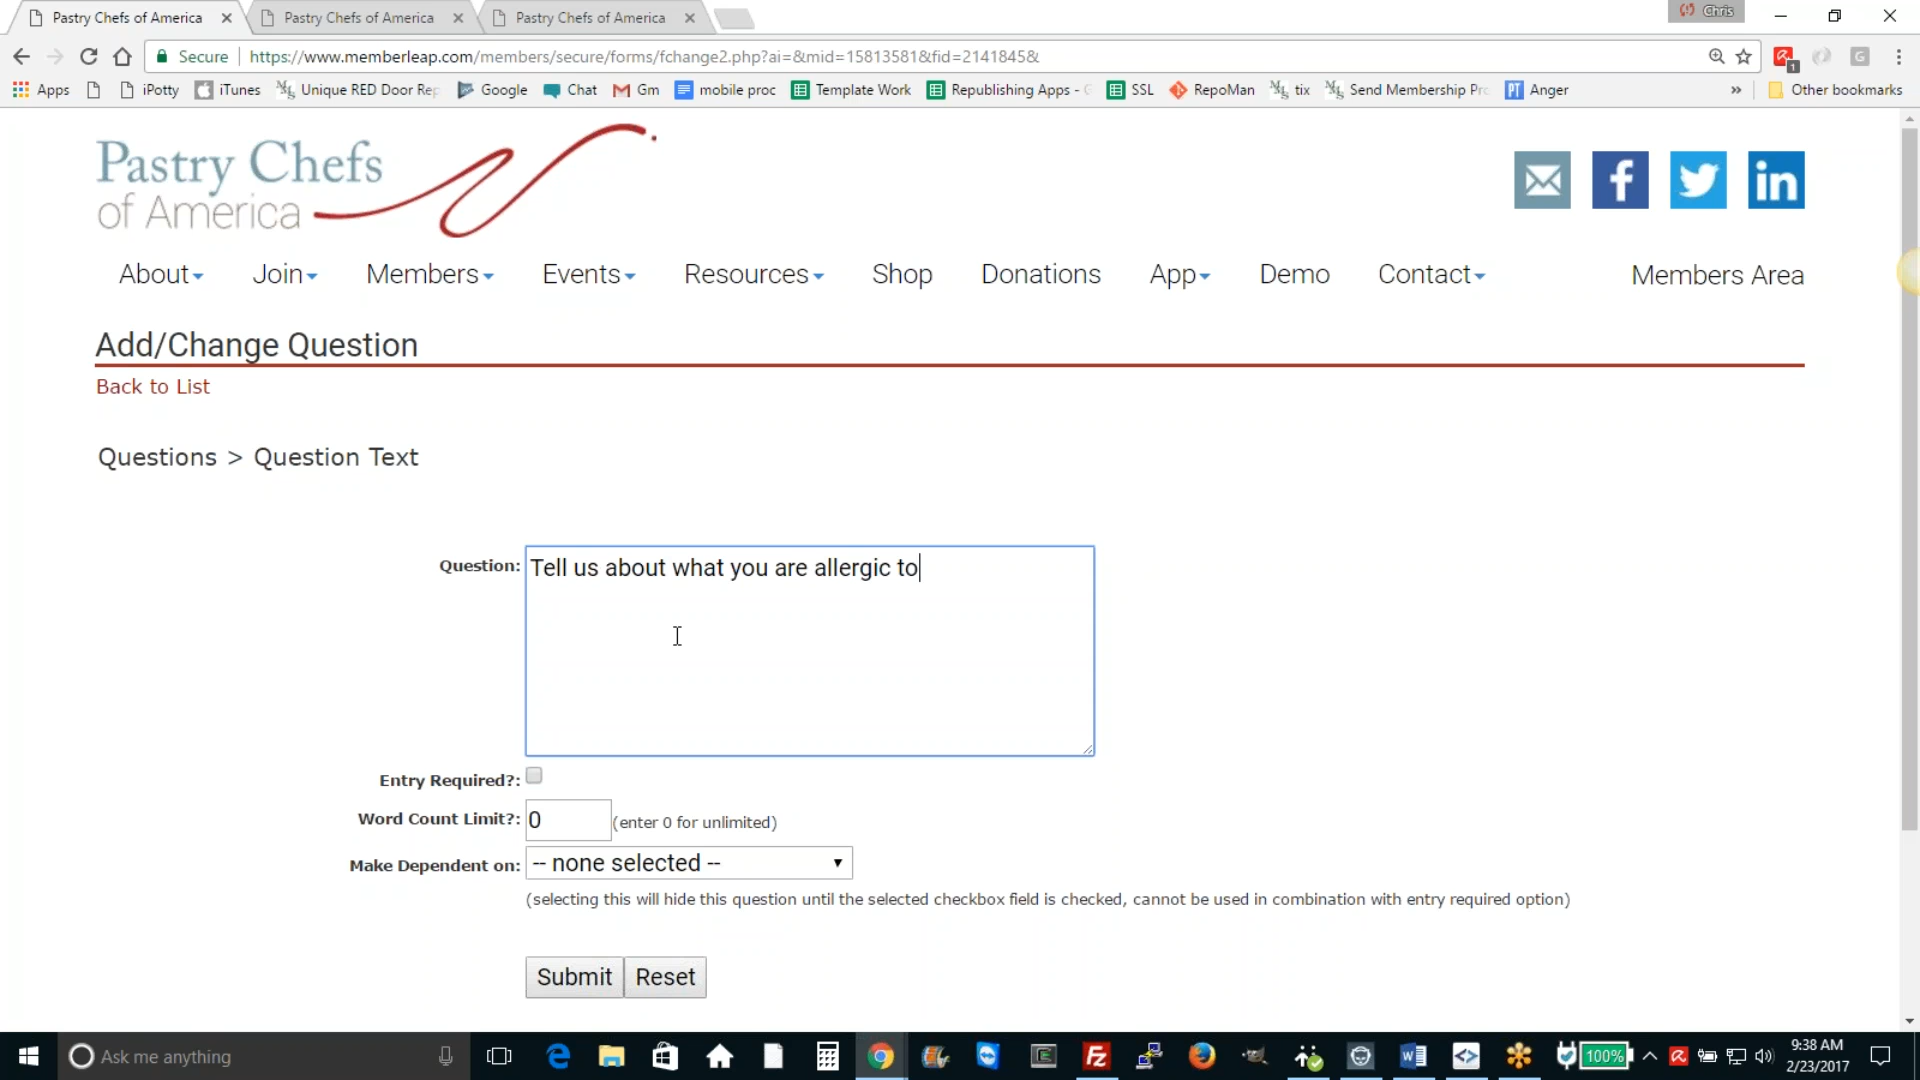 Pastry Chefs of America
Pastry Chefs of America
Pastry Chefs of America
Chris
Secure
https://www.memberleap.com/members/secure/forms/fchange2.php?ai=&mid=15813581&fid=2141845&
1
G
Apps
iPotty
iTunes
Unique RED Door Rep
Google
Chat
Gm
mobile proc
Template Work
Republishing Apps - G
SSL
RepoMan
tix
Send Membership Pro
PT Anger
»
Other bookmarks
Pastry Chefs
of America
About
Join
Members
Events
Resources
Shop
Donations
App
Demo
Contact
Members Area
Add/Change Question
Back to List
Questions > Question Text
Question:
Tell us about what you are allergic to
Entry Required?:
Word Count Limit?:
0
(enter 0 for unlimited)
Make Dependent on:
-- none selected --
(selecting this will hide this question until the selected checkbox field is checked, cannot be used in combination with entry required option)
Submit
Reset
Ask me anything
100%
9:38 AM
2/23/2017